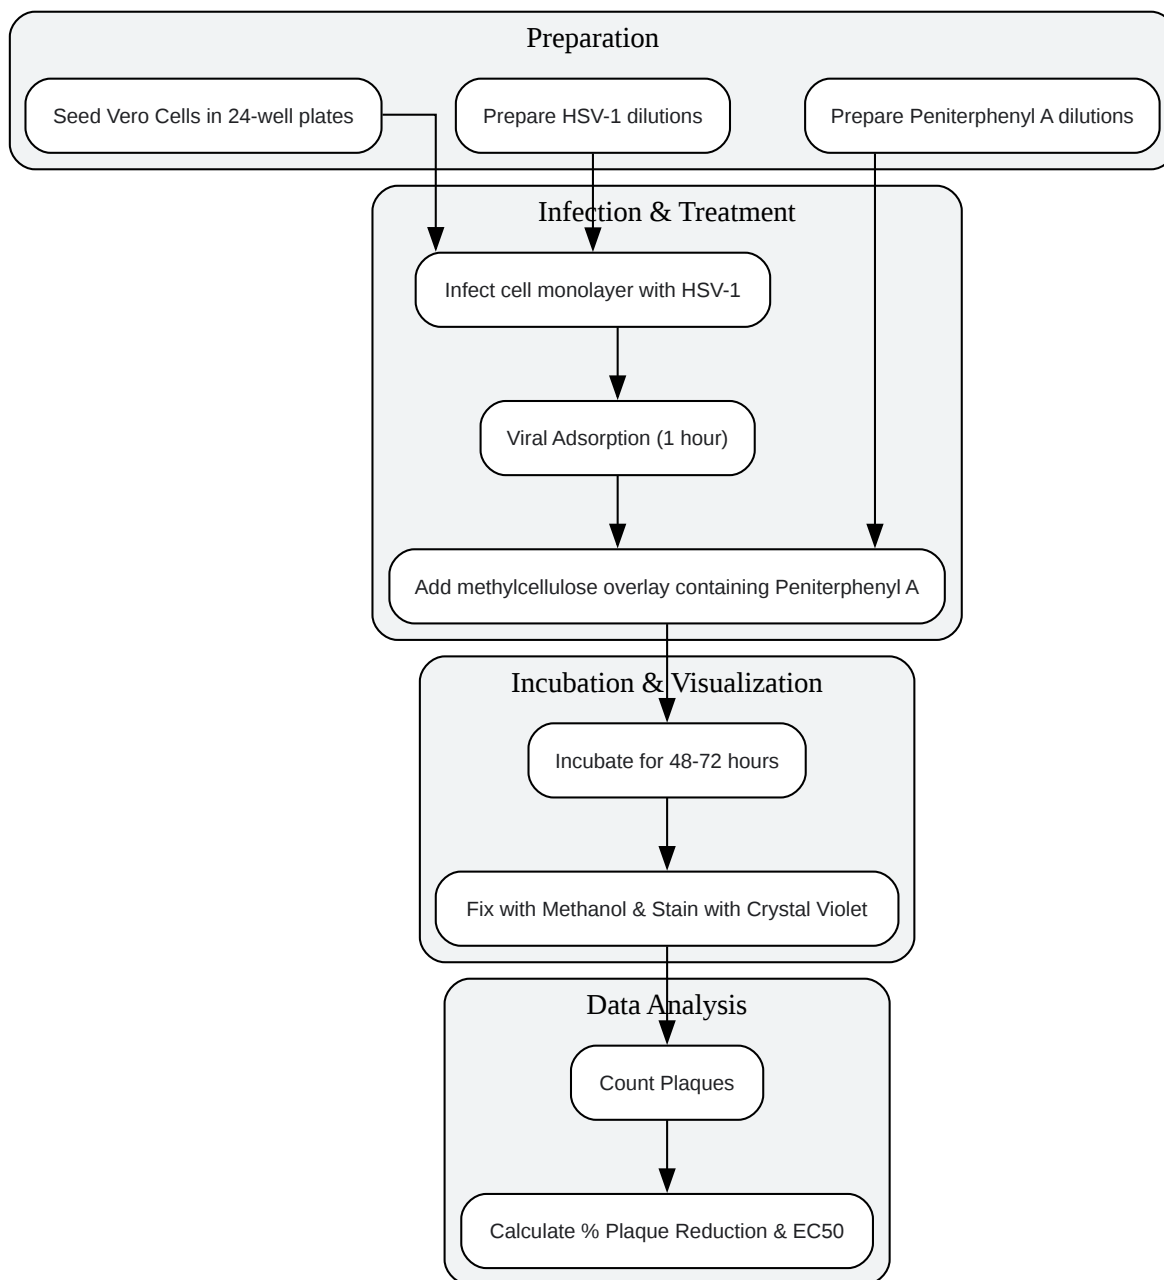 Preparation
Seed Vero Cells in 24-well plates
Prepare HSV-1 dilutions
Prepare Peniterphenyl A dilutions
Infection & Treatment
Infect cell monolayer with HSV-1
Viral Adsorption (1 hour)
Add methylcellulose overlay containing Peniterphenyl A
Incubation & Visualization
Incubate for 48-72 hours
Fix with Methanol & Stain with Crystal Violet
Data Analysis
Count Plaques
Calculate % Plaque Reduction & EC50